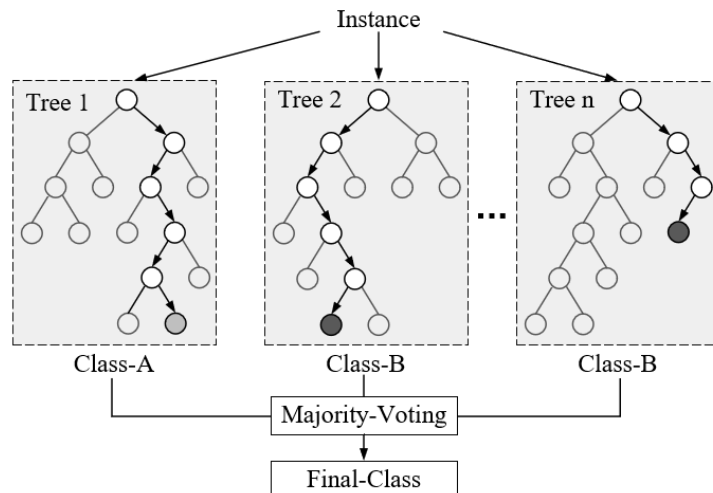 Instance
Tree 1
Tree 2
Tree n
...
Class-A
Class-B
Class-B
Majority-Voting
Final-Class